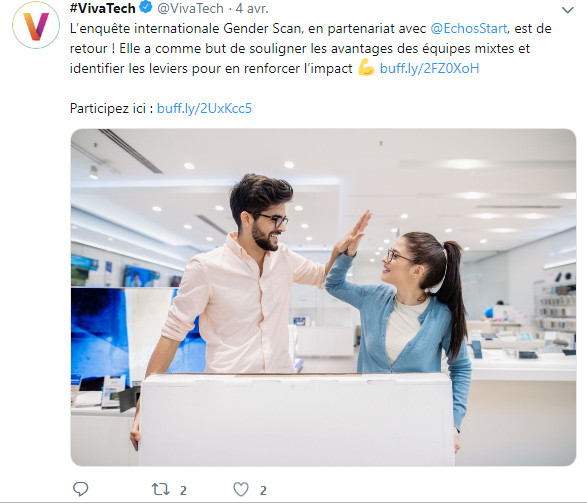 #VivaTech @VivaTech · 4 avr.
L'enquête internationale Gender Scan, en partenariat avec @EchosStart, est de
retour ! Elle a comme but de souligner les avantages des équipes mixtes et
identifier les leviers pour en renforcer l'impact 💪 buff.ly/2FZ0XoH
Participez ici : buff.ly/2UxKcc5
2 2